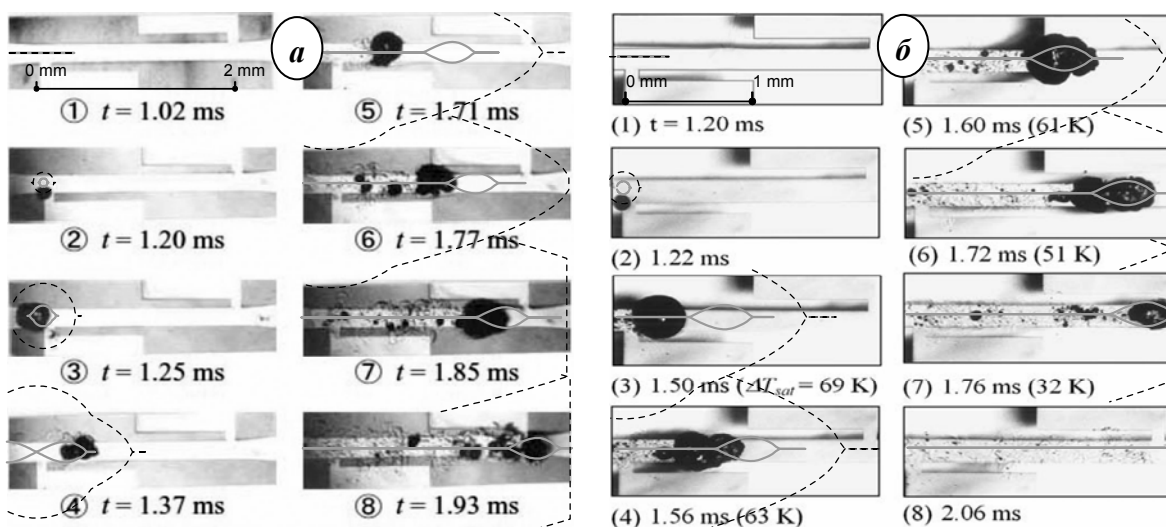 а
0 mm 2 mm
① t = 1.02 ms
② t = 1.20 ms
③ t = 1.25 ms
④ t = 1.37 ms
⑤ t = 1.71 ms
⑥ t = 1.77 ms
⑦ t = 1.85 ms
⑧ t = 1.93 ms
б
0 mm 1 mm
(1) t = 1.20 ms
(2) 1.22 ms
(3) 1.50 ms (ΔTsat = 69 K)
(4) 1.56 ms (63 K)
(5) 1.60 ms (61 K)
(6) 1.72 ms (51 K)
(7) 1.76 ms (32 K)
(8) 2.06 ms